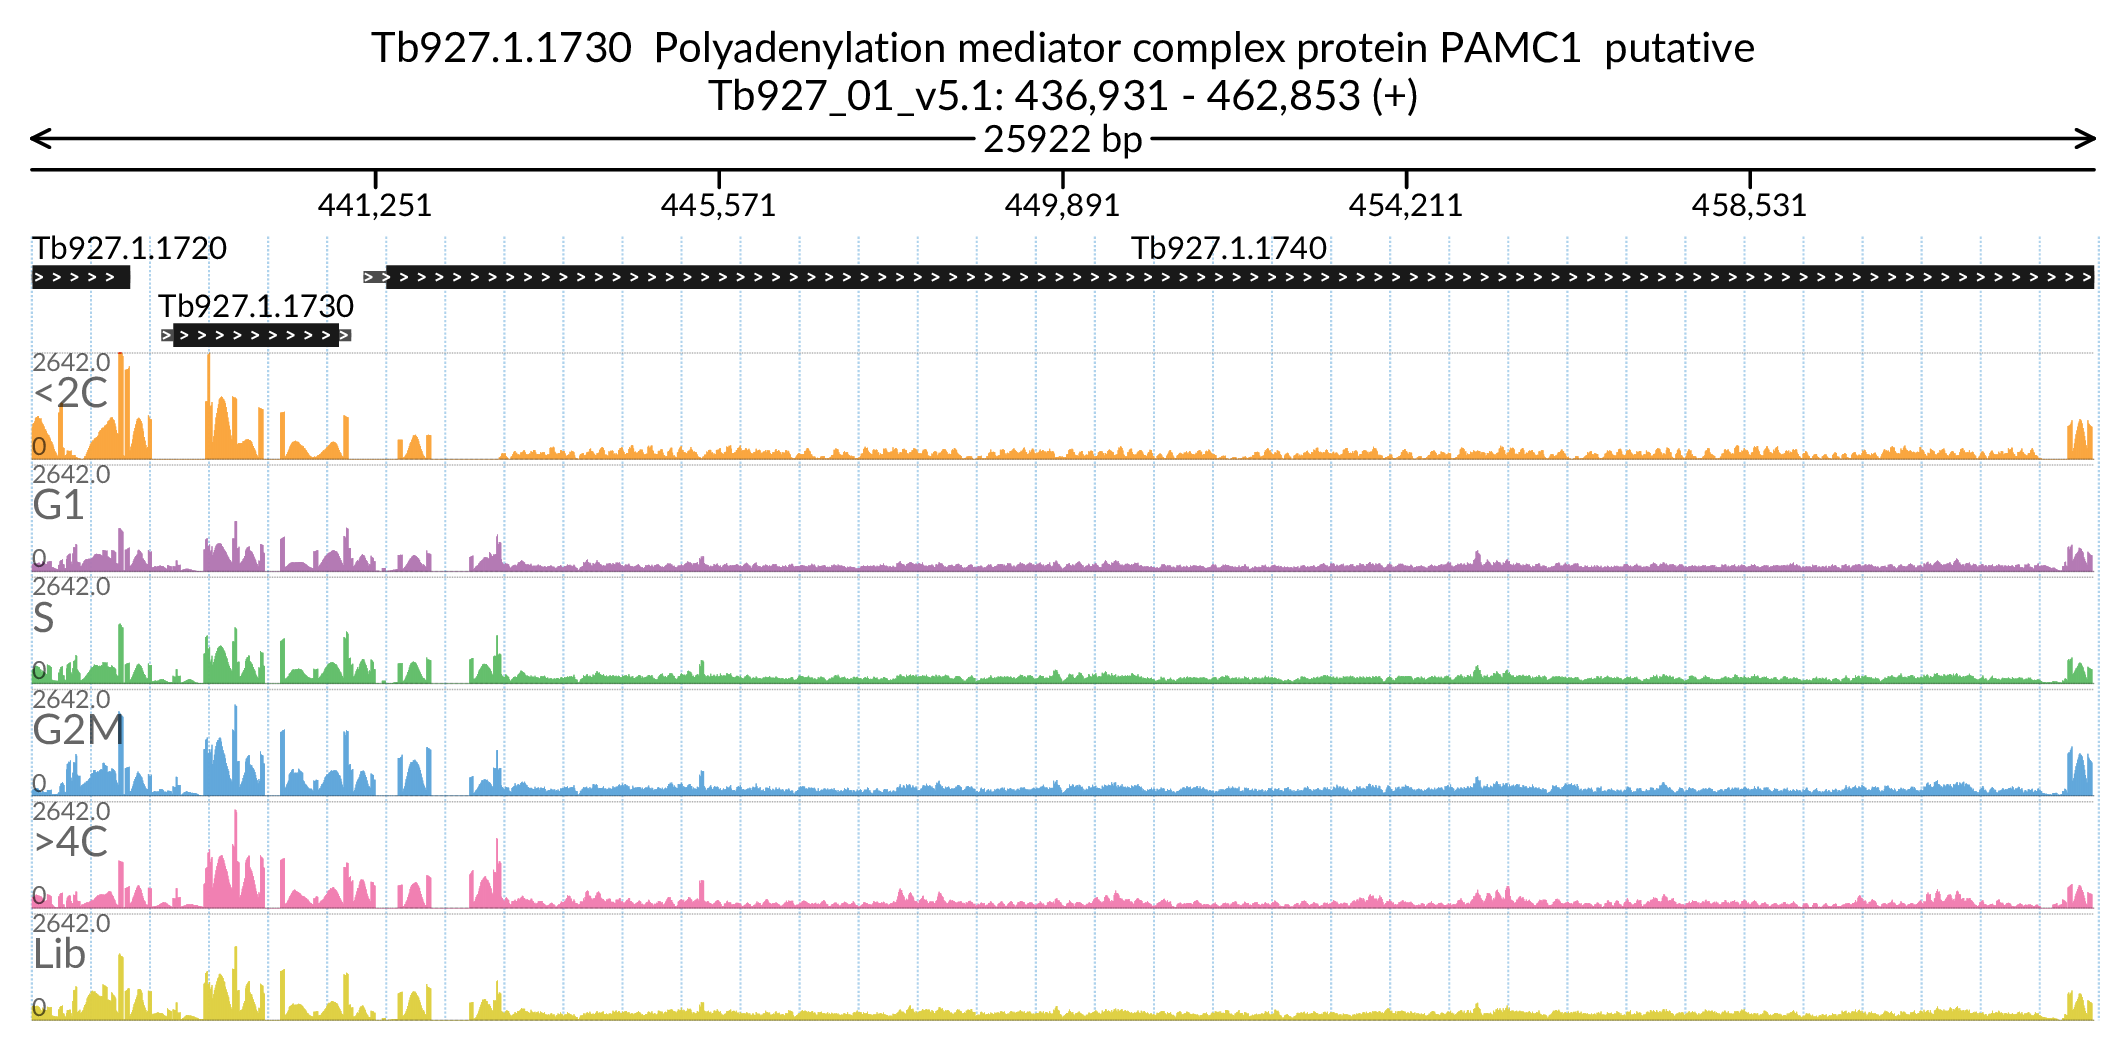 Tb927.1.1730  Polyadenylation mediator complex protein PAMC1  putative
Tb927_01_v5.1: 436,931 - 462,853 (+)
25922 bp
441,251 445,571 449,891 454,211 458,531
Tb927.1.1720 Tb927.1.1740
Tb927.1.1730
2642.0
<2C
0
2642.0
G1
0
2642.0
S
0
2642.0
G2M
0
2642.0
>4C
0
2642.0
Lib
0